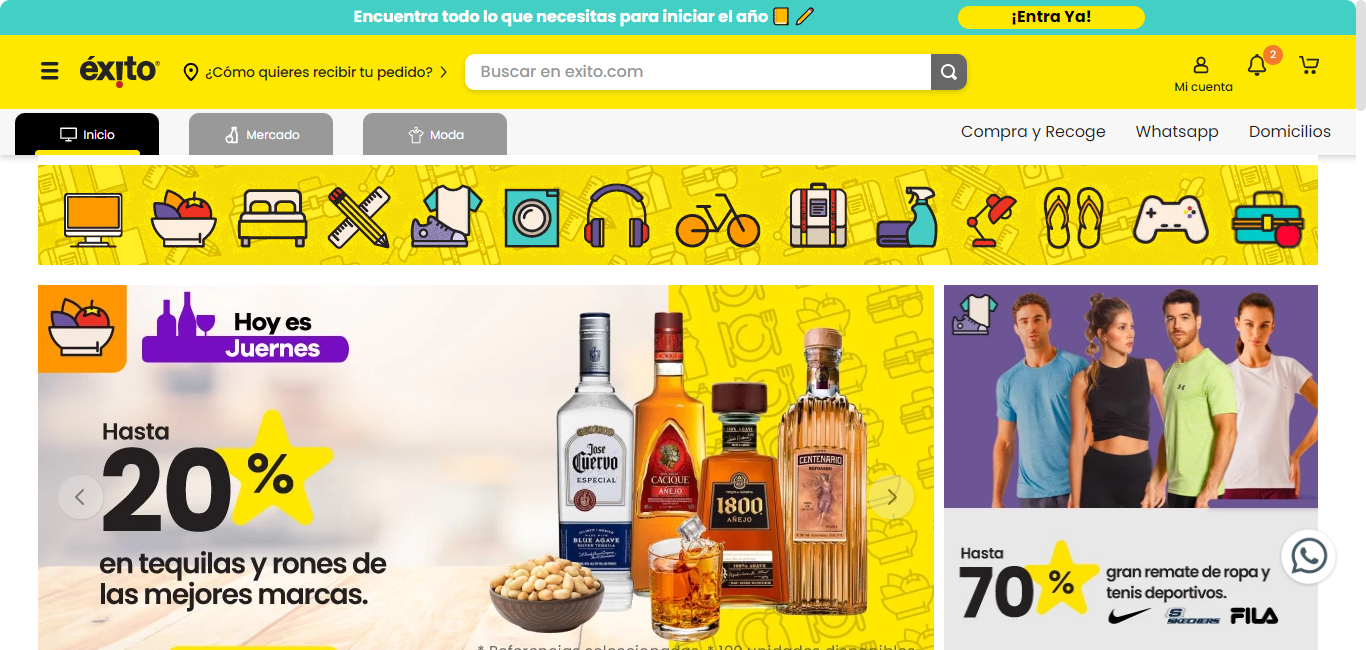 Encuentra todo lo que necesitas para iniciar el año
¡Entra Ya!
éxito
¿Cómo quieres recibir tu pedido?
Buscar en exito.com
Mi cuenta
2
Inicio
Mercado
Moda
Compra y Recoge
Whatsapp
Domicilios
Hoy es
Juernes
Hasta
20%
en tequilas y rones de
las mejores marcas.
Jose
Cuervo
ESPECIAL
BLUE AGAVE
CACIQUE
AÑEJO
1800
AÑEJO
100% AGAVE
CENTENARIO
REPOSADO
* Referencias seleccionadas. * 100 unidades disponibles
Hasta
70%
gran remate de ropa y
tenis deportivos.
SKECHERS
FILA